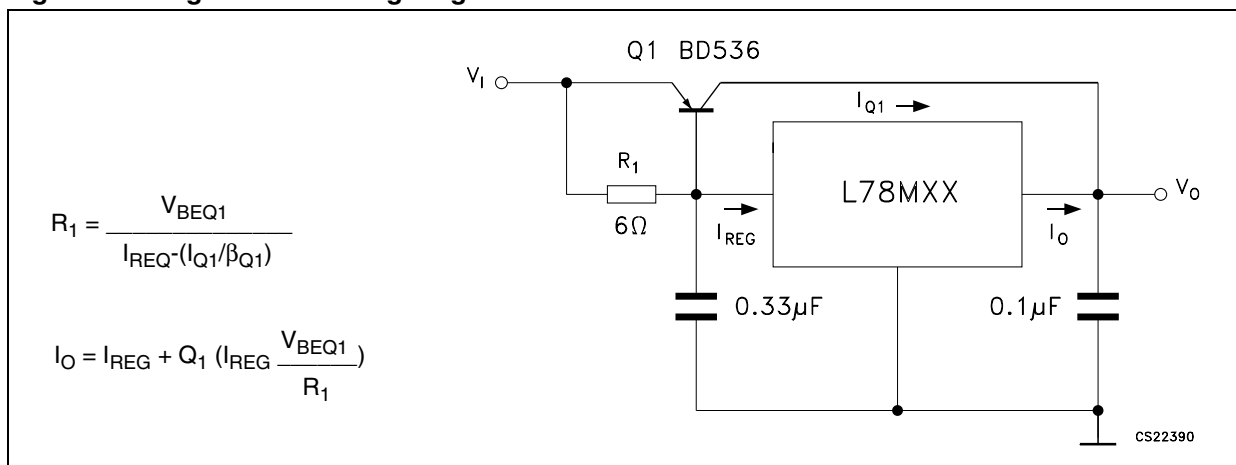 Q1 BD536
V_I
I_Q1
R_1
6Ω
I_REG
L78MXX
I_O
V_O
0.33µF
0.1µF
R_1 = V_BEQ1
I_REQ-(I_Q1/β_Q1)
I_O = I_REG + Q_1 (I_REG V_BEQ1 )
R_1
CS22390